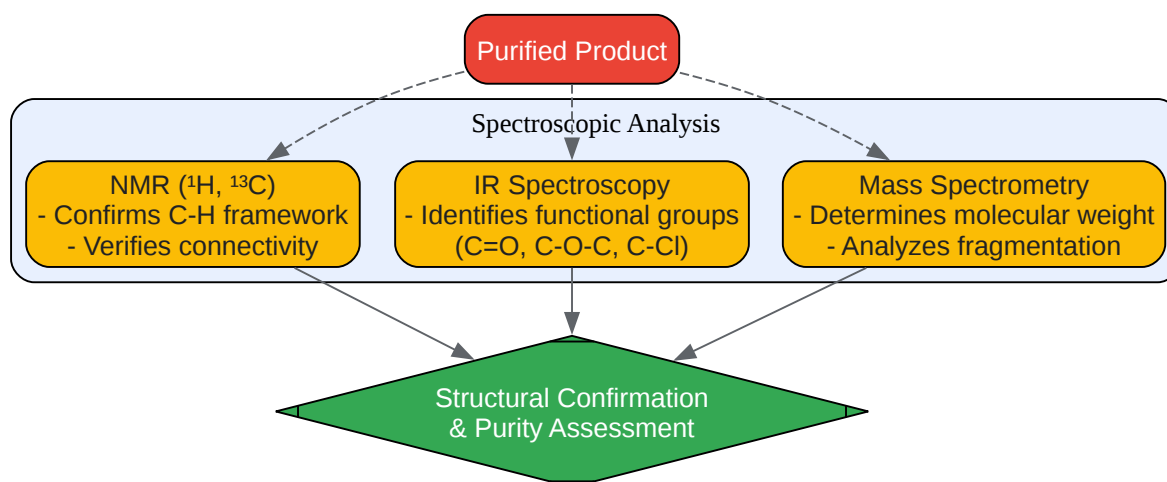 Purified Product
Spectroscopic Analysis
NMR (¹H, ¹³C)
- Confirms C-H framework
- Verifies connectivity
IR Spectroscopy
- Identifies functional groups
(C=O, C-O-C, C-Cl)
Mass Spectrometry
- Determines molecular weight
- Analyzes fragmentation
Structural Confirmation
& Purity Assessment